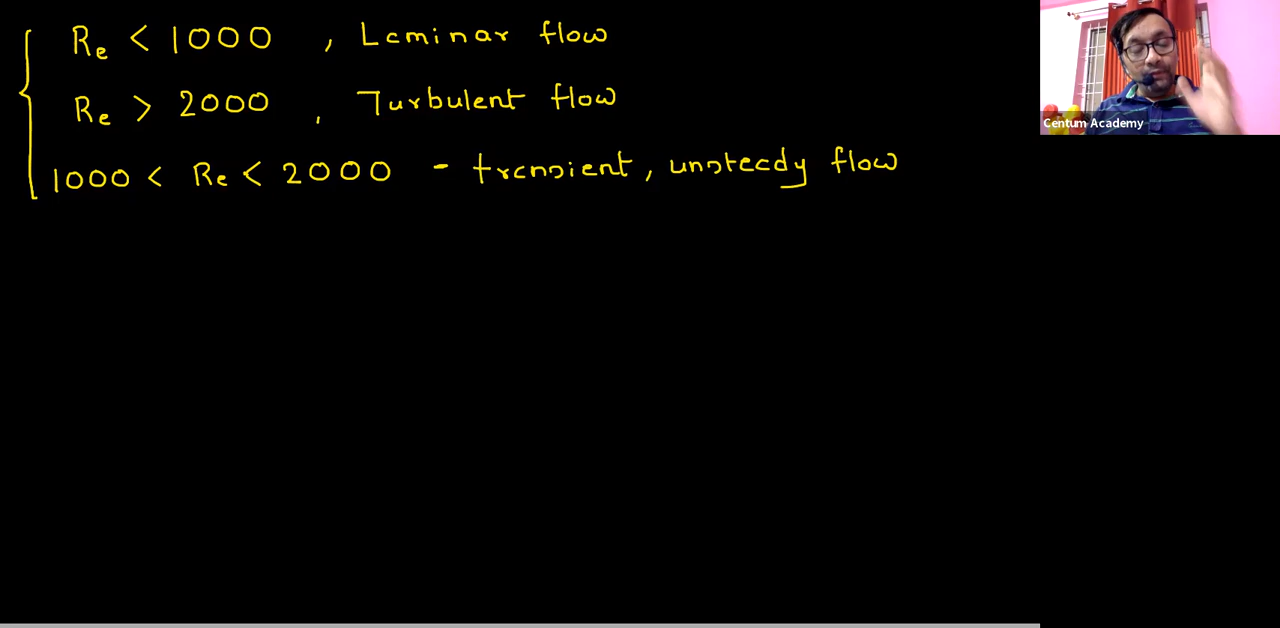 Re < 1000 , Laminar flow
Re > 2000 , Turbulent flow
1000 < Re < 2000 - transient, unsteady flow
Centum Academy